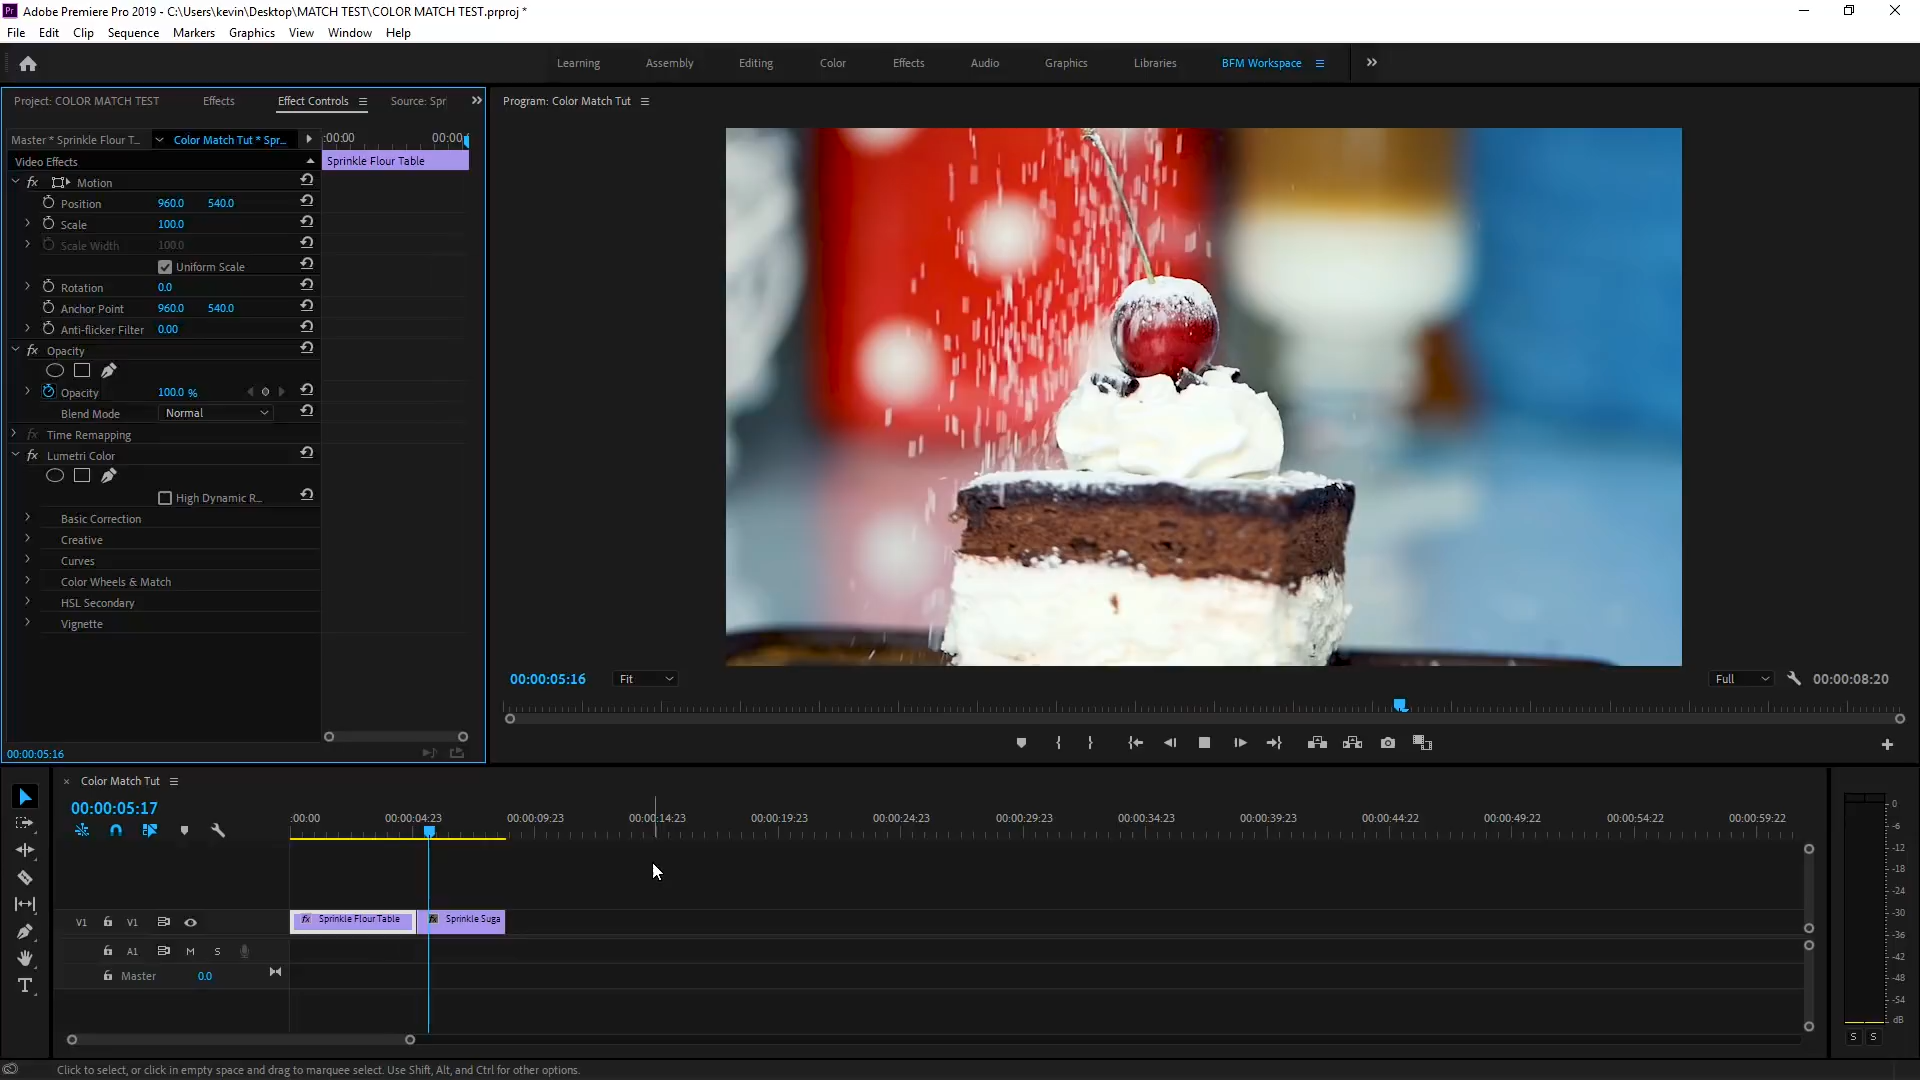 Pr Adobe Premiere Pro 2019 - C:\Users\kevin\Desktop\MATCH TEST\COLOR MATCH TEST.prproj *
File Edit Clip Sequence Markers Graphics View Window Help
Learning Assembly Editing Color Effects Audio Graphics Libraries BFM Workspace
Project: COLOR MATCH TEST Effects Effect Controls Source: Spr
Program: Color Match Tut
Master * Sprinkle Flour T... Color Match Tut * Spr... :00:00 00:00:
Video Effects Sprinkle Flour Table
fx Motion
Position 960.0 540.0
Scale 100.0
Scale Width 100.0
Uniform Scale
Rotation 0.0
Anchor Point 960.0 540.0
Anti-flicker Filter 0.00
fx Opacity
Opacity 100.0 %
Blend Mode Normal
fx Time Remapping
fx Lumetri Color
High Dynamic R...
Basic Correction
Creative
Curves
Color Wheels & Match
HSL Secondary
Vignette
00:00:05:16
00:00:05:16 Fit Full 00:00:08:20
Color Match Tut
00:00:05:17
:00:00 00:00:04:23 00:00:09:23 00:00:14:23 00:00:19:23 00:00:24:23 00:00:29:23 00:00:34:23 00:00:39:23 00:00:44:22 00:00:49:22 00:00:54:22 00:00:59:22
V1 V1 fx Sprinkle Flour Table fx Sprinkle Suga
A1 M S
Master 0.0
T
0
-6
-12
-18
-24
-30
-36
-42
-48
-54
dB
S S
Click to select, or click in empty space and drag to marquee select. Use Shift, Alt, and Ctrl for other options.